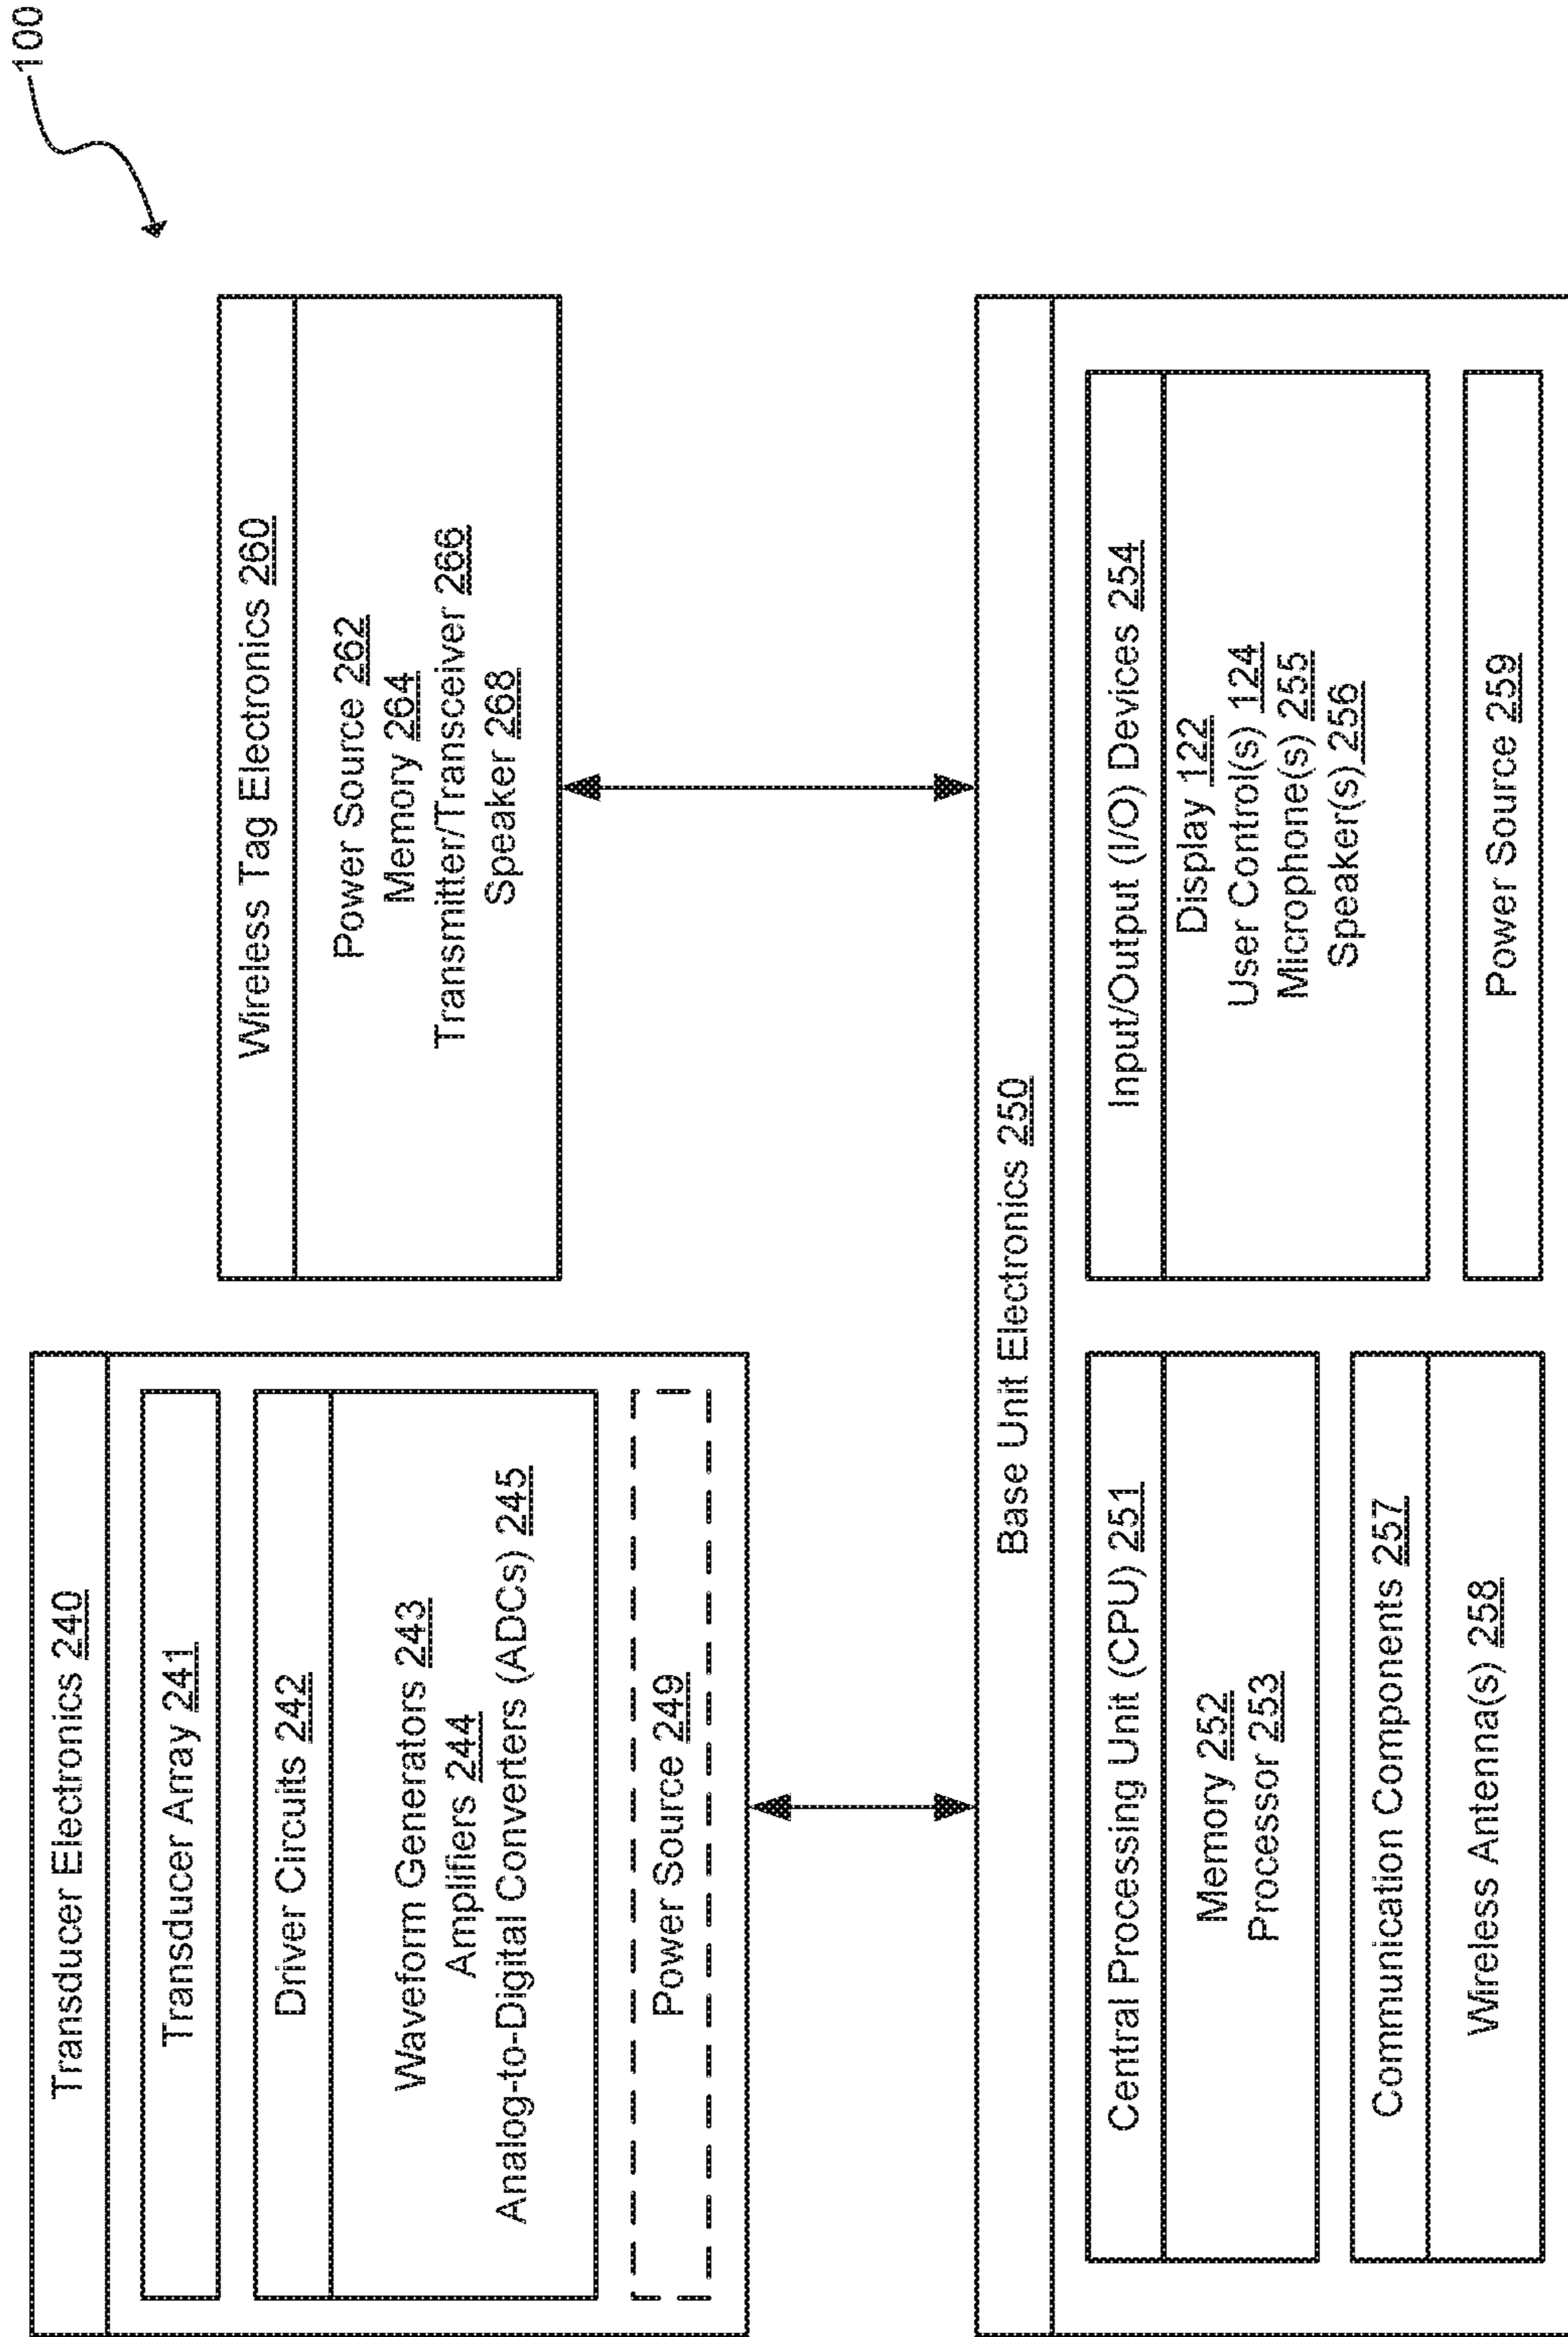 100
Transducer Electronics 240
Transducer Array 241
Driver Circuits 242
Waveform Generators 243
Amplifiers 244
Analog-to-Digital Converters (ADCs) 245
Power Source 249
Wireless Tag Electronics 260
Power Source 262
Memory 264
Transmitter/Transceiver 266
Speaker 268
Base Unit Electronics 250
Central Processing Unit (CPU) 251
Memory 252
Processor 253
Communication Components 257
Wireless Antenna(s) 258
Input/Output (I/O) Devices 254
Display 122
User Control(s) 124
Microphone(s) 255
Speaker(s) 256
Power Source 259